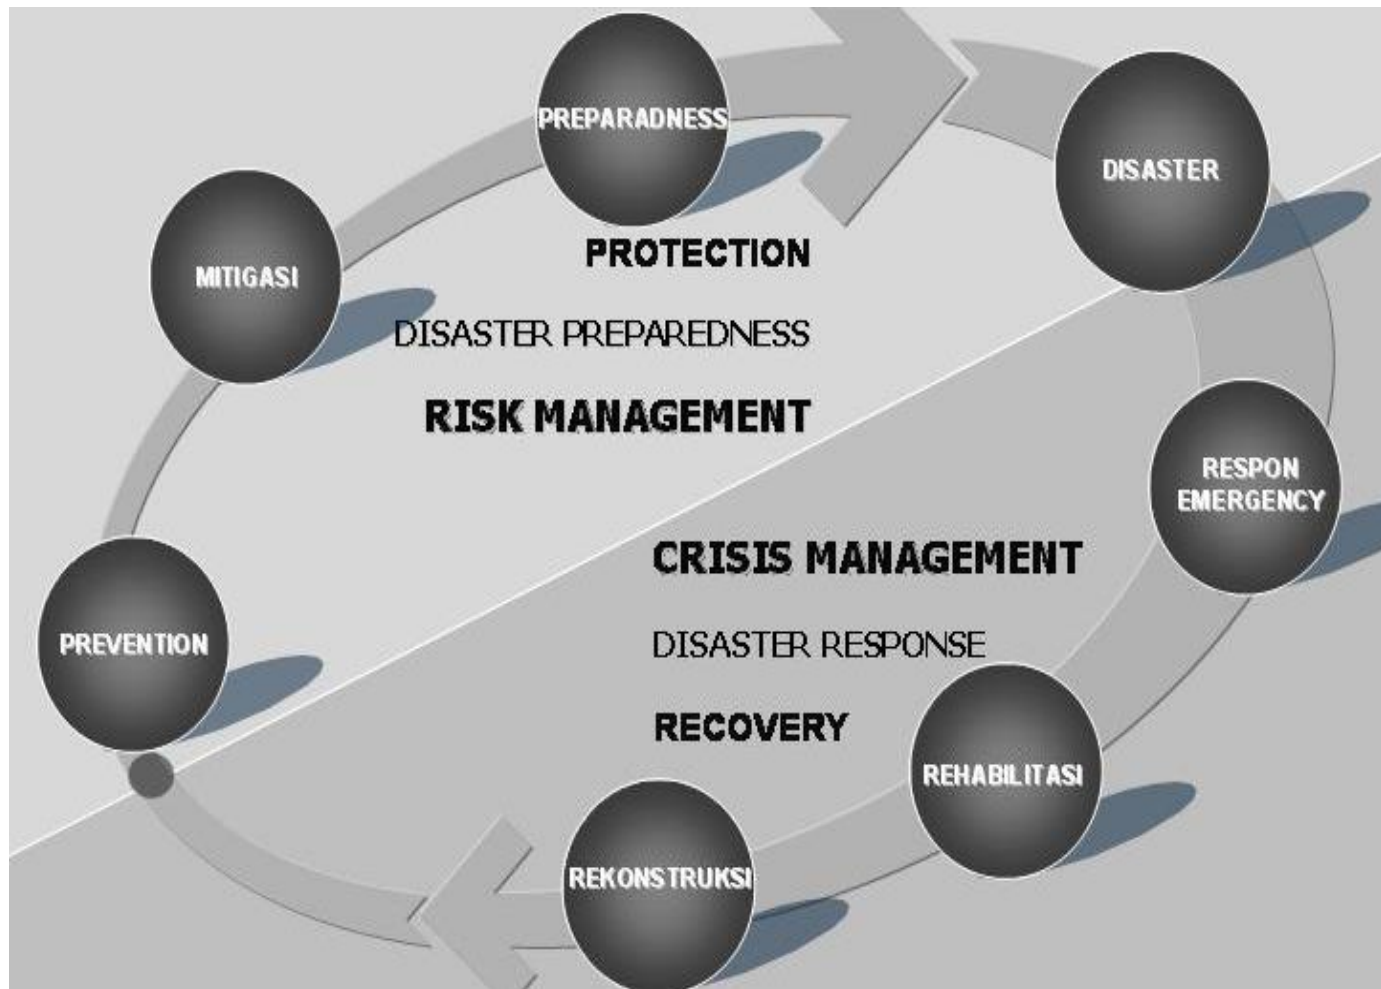 PREPARADNESS
DISASTER
MITIGASI
PROTECTION
DISASTER PREPAREDNESS
RISK MANAGEMENT
RESPON
EMERGENCY
CRISIS MANAGEMENT
DISASTER RESPONSE
RECOVERY
PREVENTION
REHABILITASI
REKONSTRUKSI